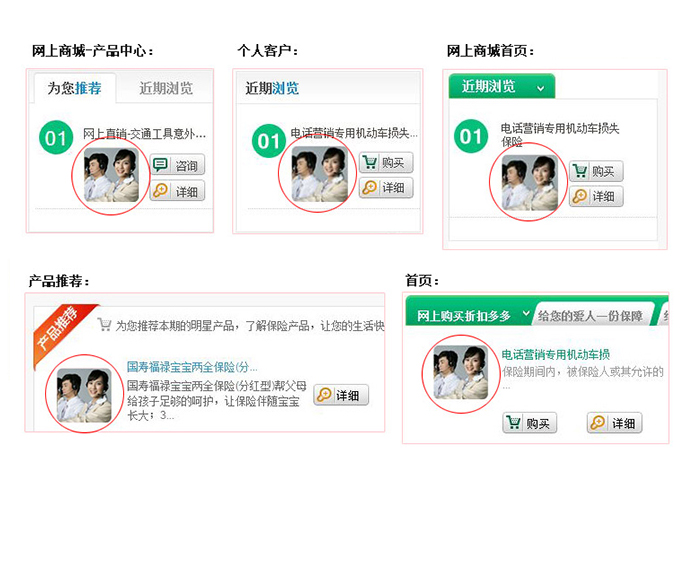 网上商城-产品中心：
为您推荐
近期浏览
01
网上直销-交通工具意外...
咨询
详细
个人客户：
近期浏览
01
电话营销专用机动车损失...
购买
详细
网上商城首页：
近期浏览
01
电话营销专用机动车损失
保险
购买
详细
产品推荐：
产品推荐
为您推荐本期的明星产品，了解保险产品，让您的生活快
国寿福禄宝宝两全保险(分...
国寿福禄宝宝两全保险(分红型)帮父母
给孩子足够的呵护，让保险伴随宝宝
长大；3...
详细
首页：
网上购买折扣多多
给您的爱人一份保障
电话营销专用机动车损
保险期间内，被保险人或其允许的
...
购买
详细